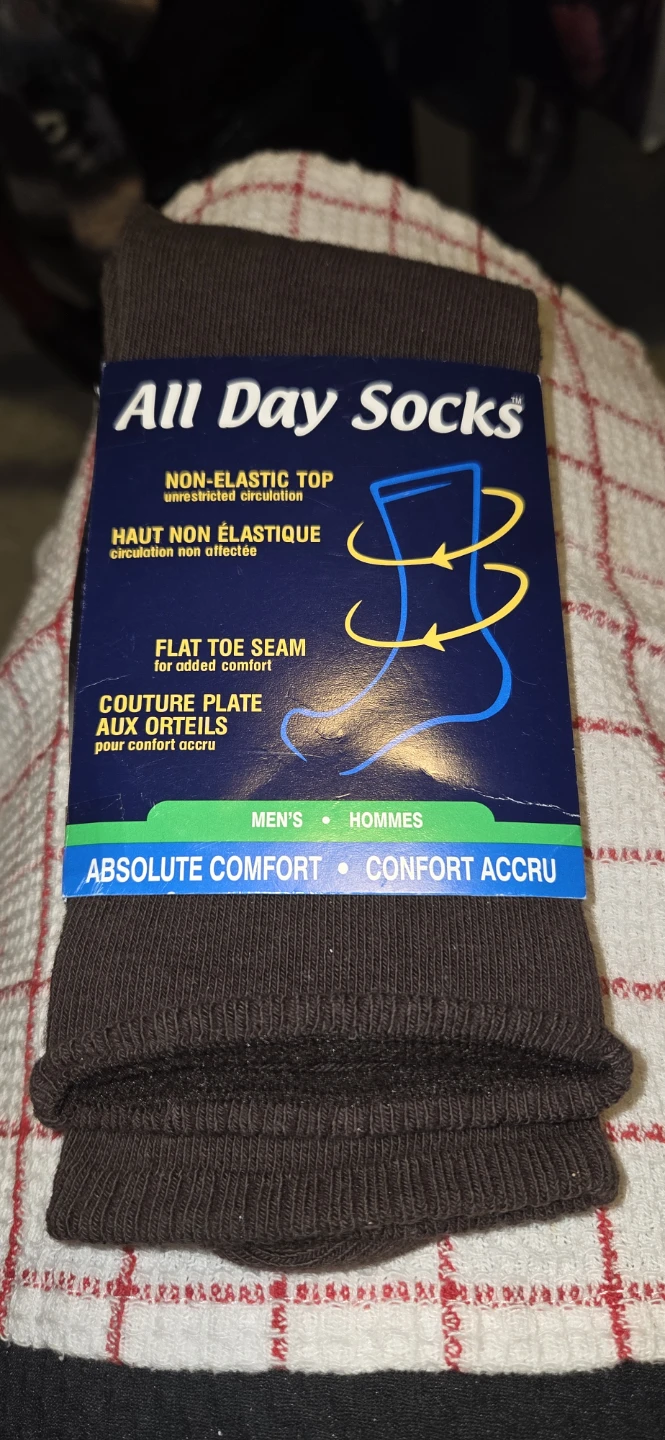 All Day Socks™
NON-ELASTIC TOP
unrestricted circulation
HAUT NON ÉLASTIQUE
circulation non affectée
FLAT TOE SEAM
for added comfort
COUTURE PLATE
AUX ORTEILS
pour confort accru
MEN'S • HOMMES
ABSOLUTE COMFORT • CONFORT ACCRU